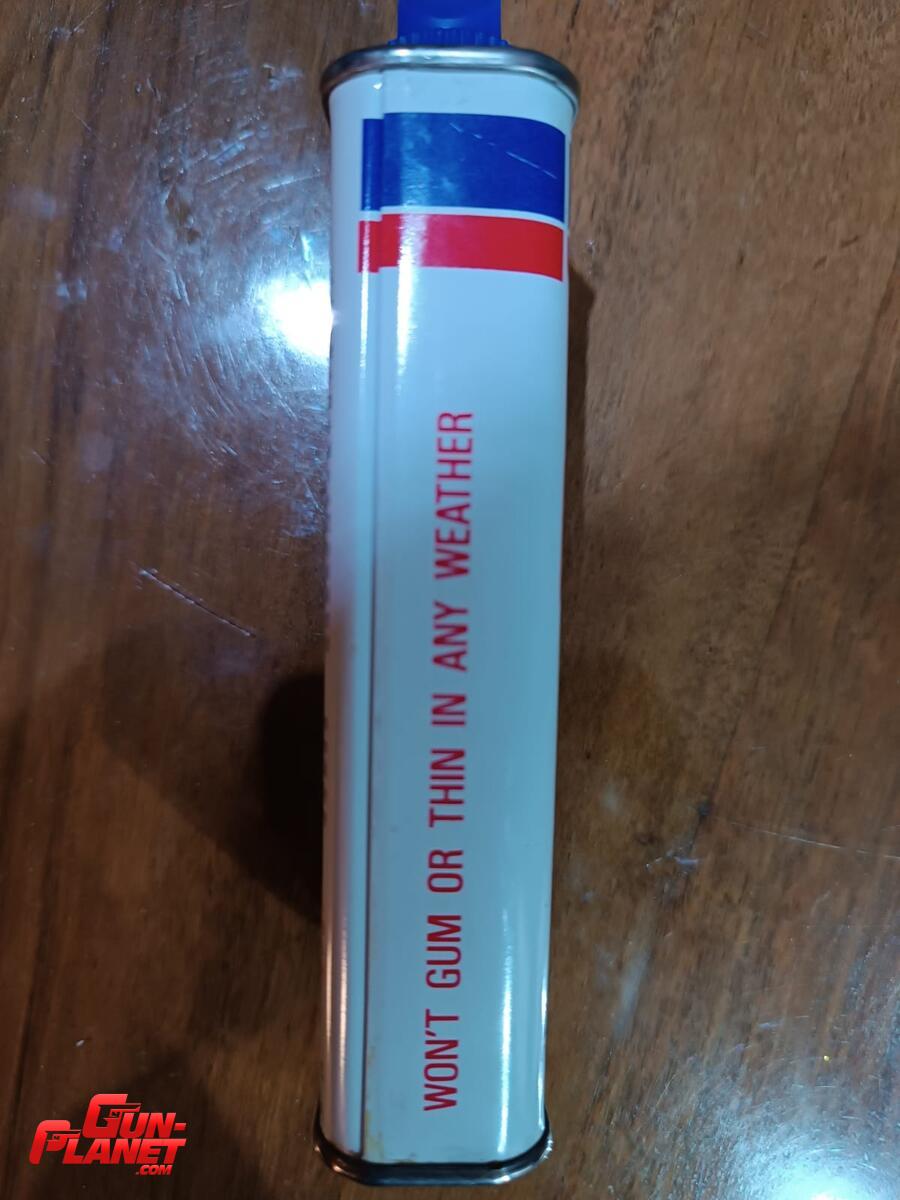 WON'T GUM OR THIN IN ANY WEATHER
GUN-
PLANET
.COM